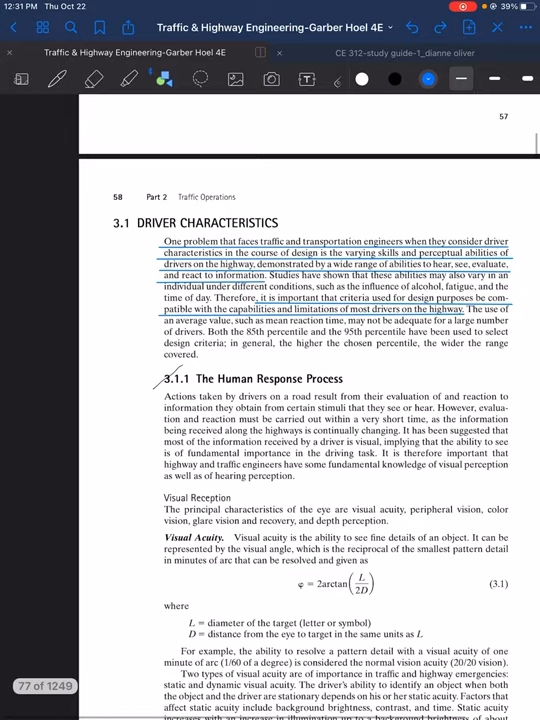 12:31 PM Thu Oct 22
39%
Traffic & Highway Engineering-Garber Hoel 4E
Traffic & Highway Engineering-Garber Hoel 4E
CE 312-study guide-1_dianne oliver
57
58 Part 2 Traffic Operations
3.1 DRIVER CHARACTERISTICS
One problem that faces traffic and transportation engineers when they consider driver
characteristics in the course of design is the varying skills and perceptual abilities of
drivers on the highway, demonstrated by a wide range of abilities to hear, see, evaluate,
and react to information. Studies have shown that these abilities may also vary in an
individual under different conditions, such as the influence of alcohol, fatigue, and the
time of day. Therefore, it is important that criteria used for design purposes be com-
patible with the capabilities and limitations of most drivers on the highway. The use of
an average value, such as mean reaction time, may not be adequate for a large number
of drivers. Both the 85th percentile and the 95th percentile have been used to select
design criteria; in general, the higher the chosen percentile, the wider the range
covered.
3.1.1 The Human Response Process
Actions taken by drivers on a road result from their evaluation of and reaction to
information they obtain from certain stimuli that they see or hear. However, evalua-
tion and reaction must be carried out within a very short time, as the information
being received along the highways is continually changing. It has been suggested that
most of the information received by a driver is visual, implying that the ability to see
is of fundamental importance in the driving task. It is therefore important that
highway and traffic engineers have some fundamental knowledge of visual perception
as well as of hearing perception.
Visual Reception
The principal characteristics of the eye are visual acuity, peripheral vision, color
vision, glare vision and recovery, and depth perception.
Visual Acuity. Visual acuity is the ability to see fine details of an object. It can be
represented by the visual angle, which is the reciprocal of the smallest pattern detail
in minutes of arc that can be resolved and given as
φ = 2arctan(L/2D) (3.1)
where
L = diameter of the target (letter or symbol)
D = distance from the eye to target in the same units as L
For example, the ability to resolve a pattern detail with a visual acuity of one
minute of arc (1/60 of a degree) is considered the normal vision acuity (20/20 vision).
Two types of visual acuity are of importance in traffic and highway emergencies:
static and dynamic visual acuity. The driver's ability to identify an object when both
the object and the driver are stationary depends on his or her static acuity. Factors that
affect static acuity include background brightness, contrast, and time. Static acuity
increases with an increase in illumination up to a background brightness of about
77 of 1249